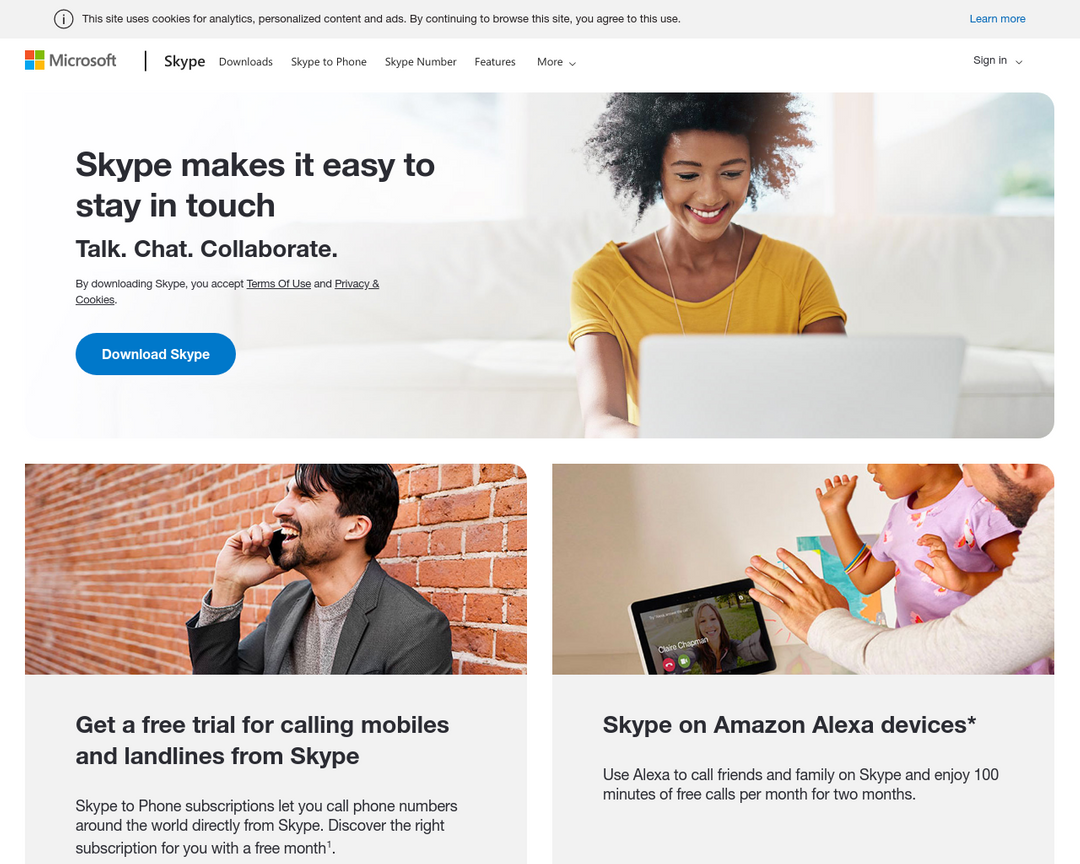 This site uses cookies for analytics, personalized content and ads. By continuing to browse this site, you agree to this use.
Learn more
Microsoft
Skype
Downloads
Skype to Phone
Skype Number
Features
More
Sign in
Skype makes it easy to
stay in touch
Talk. Chat. Collaborate.
By downloading Skype, you accept Terms Of Use and Privacy &
Cookies.
Download Skype
Claire Chapman
Get a free trial for calling mobiles
and landlines from Skype
Skype to Phone subscriptions let you call phone numbers
around the world directly from Skype. Discover the right
subscription for you with a free month¹.
Skype on Amazon Alexa devices*
Use Alexa to call friends and family on Skype and enjoy 100
minutes of free calls per month for two months.